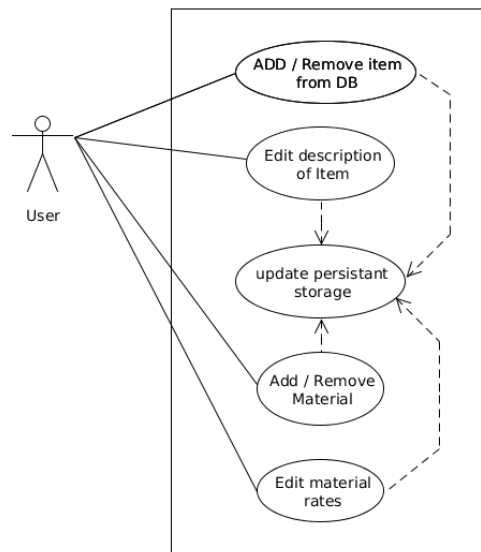 ADD / Remove item
from DB
Edit description
of Item
User
update persistant
storage
Add / Remove
Material
Edit material
rates